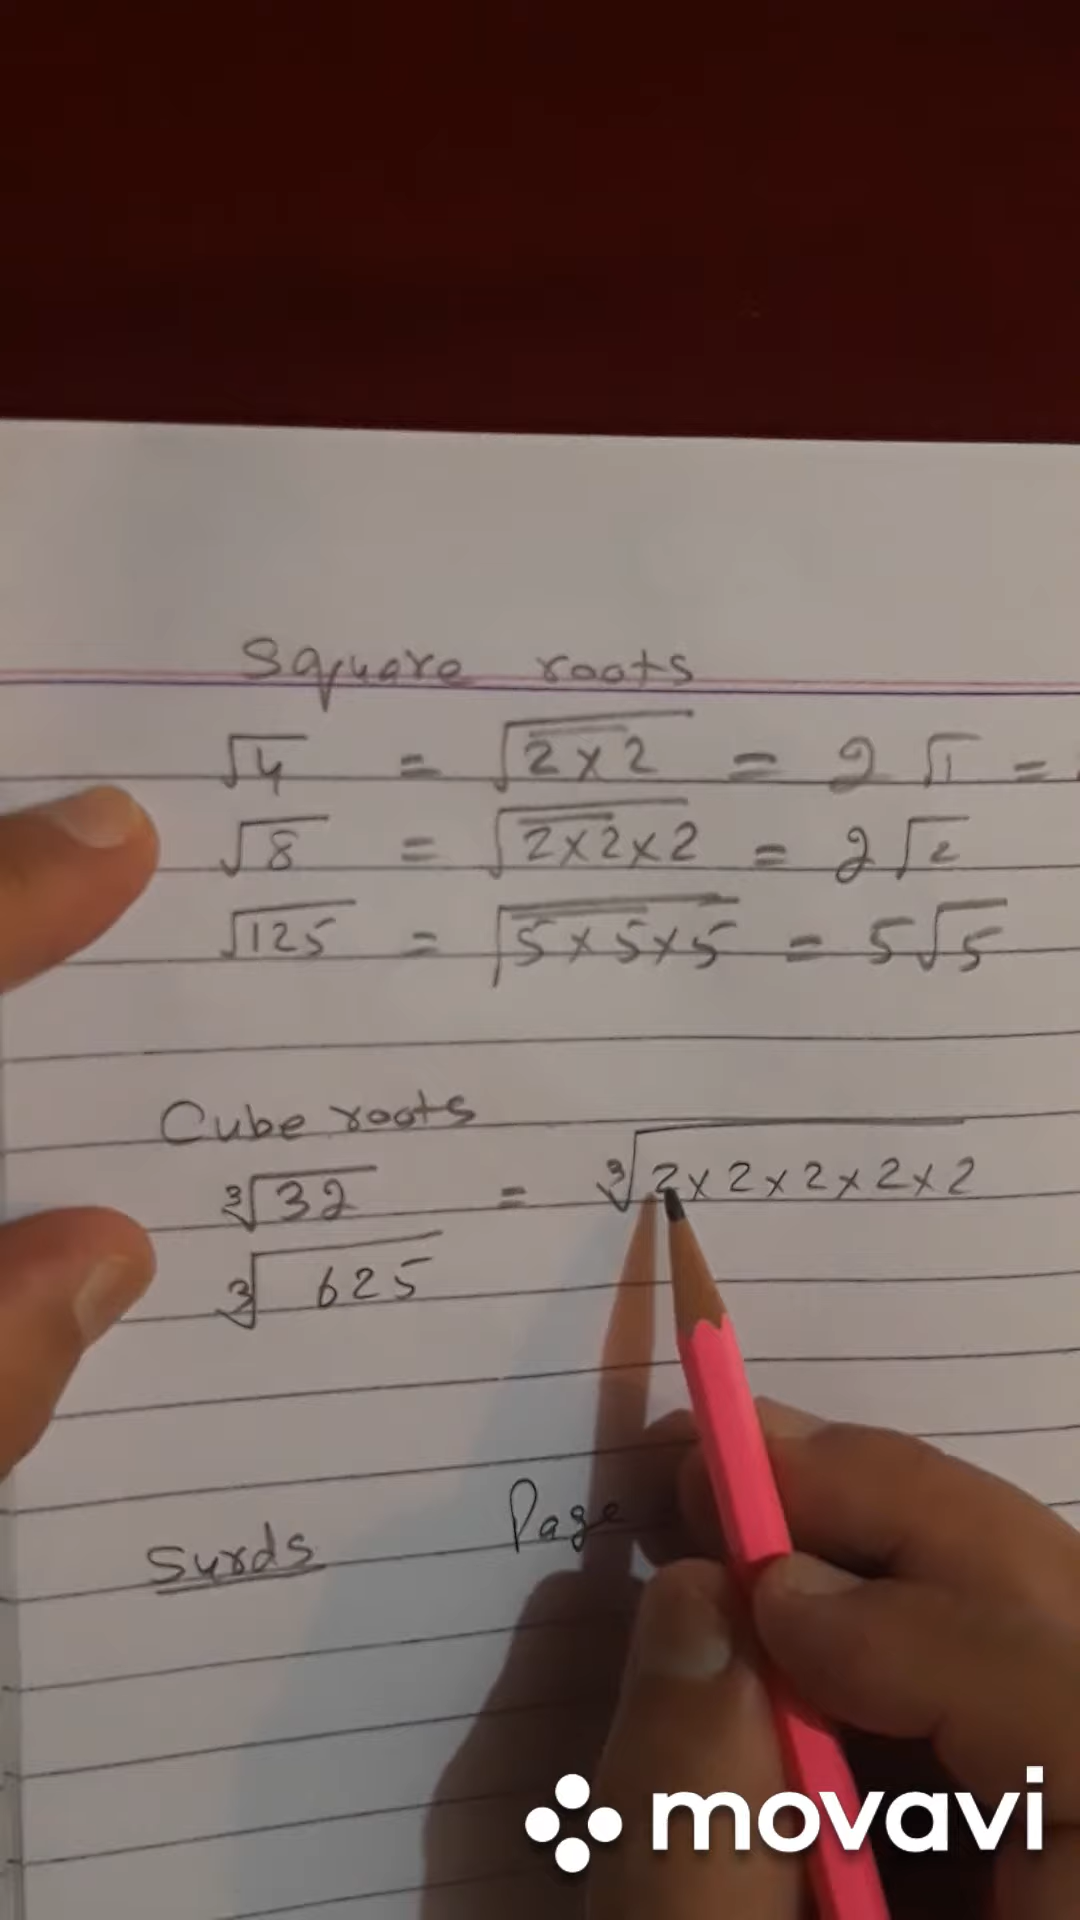 Square roots
√4 = √2×2 = 2√1 =
√8 = √2×2×2 = 2√2
√125 = √5×5×5 = 5√5
Cube roots
∛32 = ∛2×2×2×2×2
∛625
Surds Page
movavi